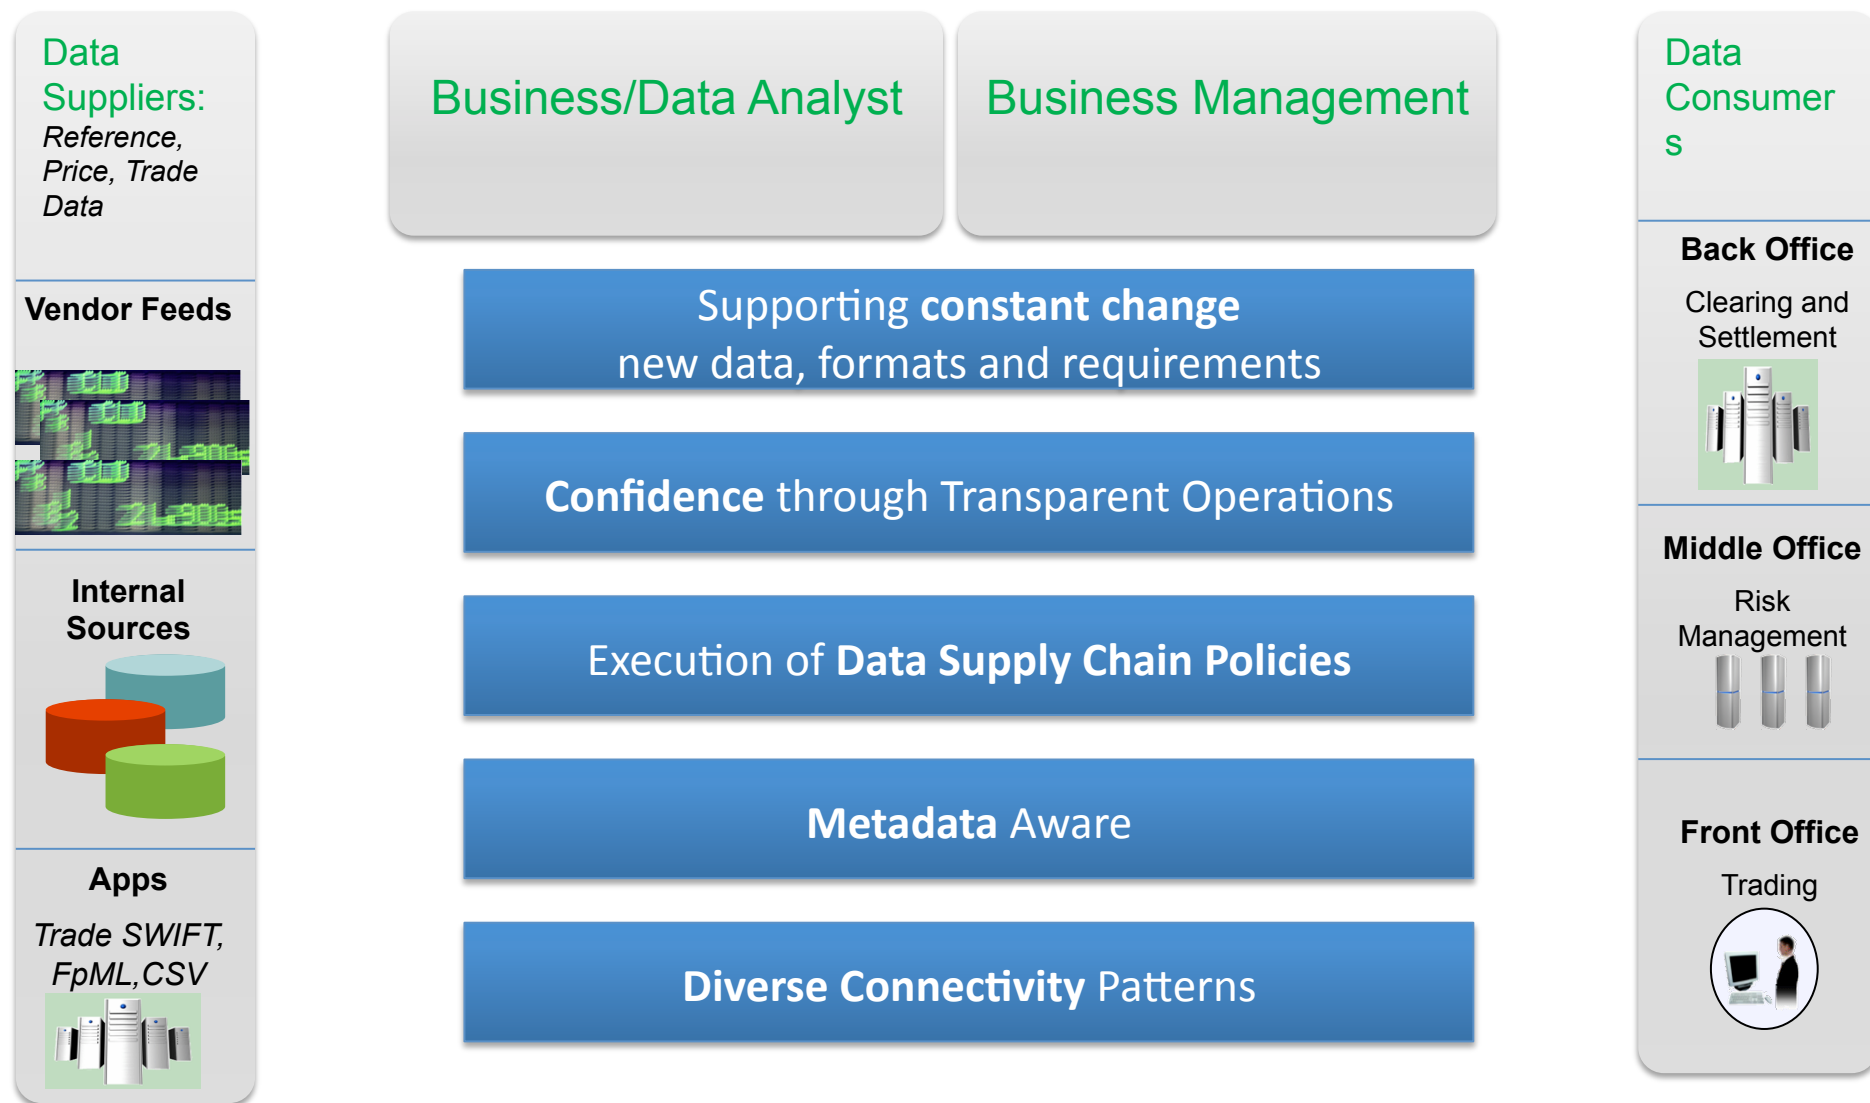 Data
Suppliers:
Reference,
Price, Trade
Data
Vendor Feeds
Internal
Sources
Apps
Trade SWIFT,
FpML,CSV
Business/Data Analyst
Business Management
Supporting constant change
new data, formats and requirements
Confidence through Transparent Operations
Execution of Data Supply Chain Policies
Metadata Aware
Diverse Connectivity Patterns
Data
Consumer
s
Back Office
Clearing and
Settlement
Middle Office
Risk
Management
Front Office
Trading